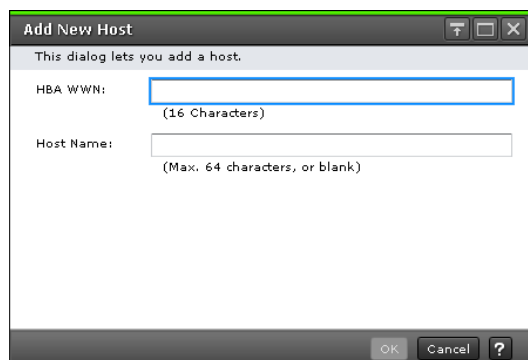 Add New Host
This dialog lets you add a host.
HBA WWN:
(16 Characters)
Host Name:
(Max. 64 characters, or blank)
OK Cancel ?